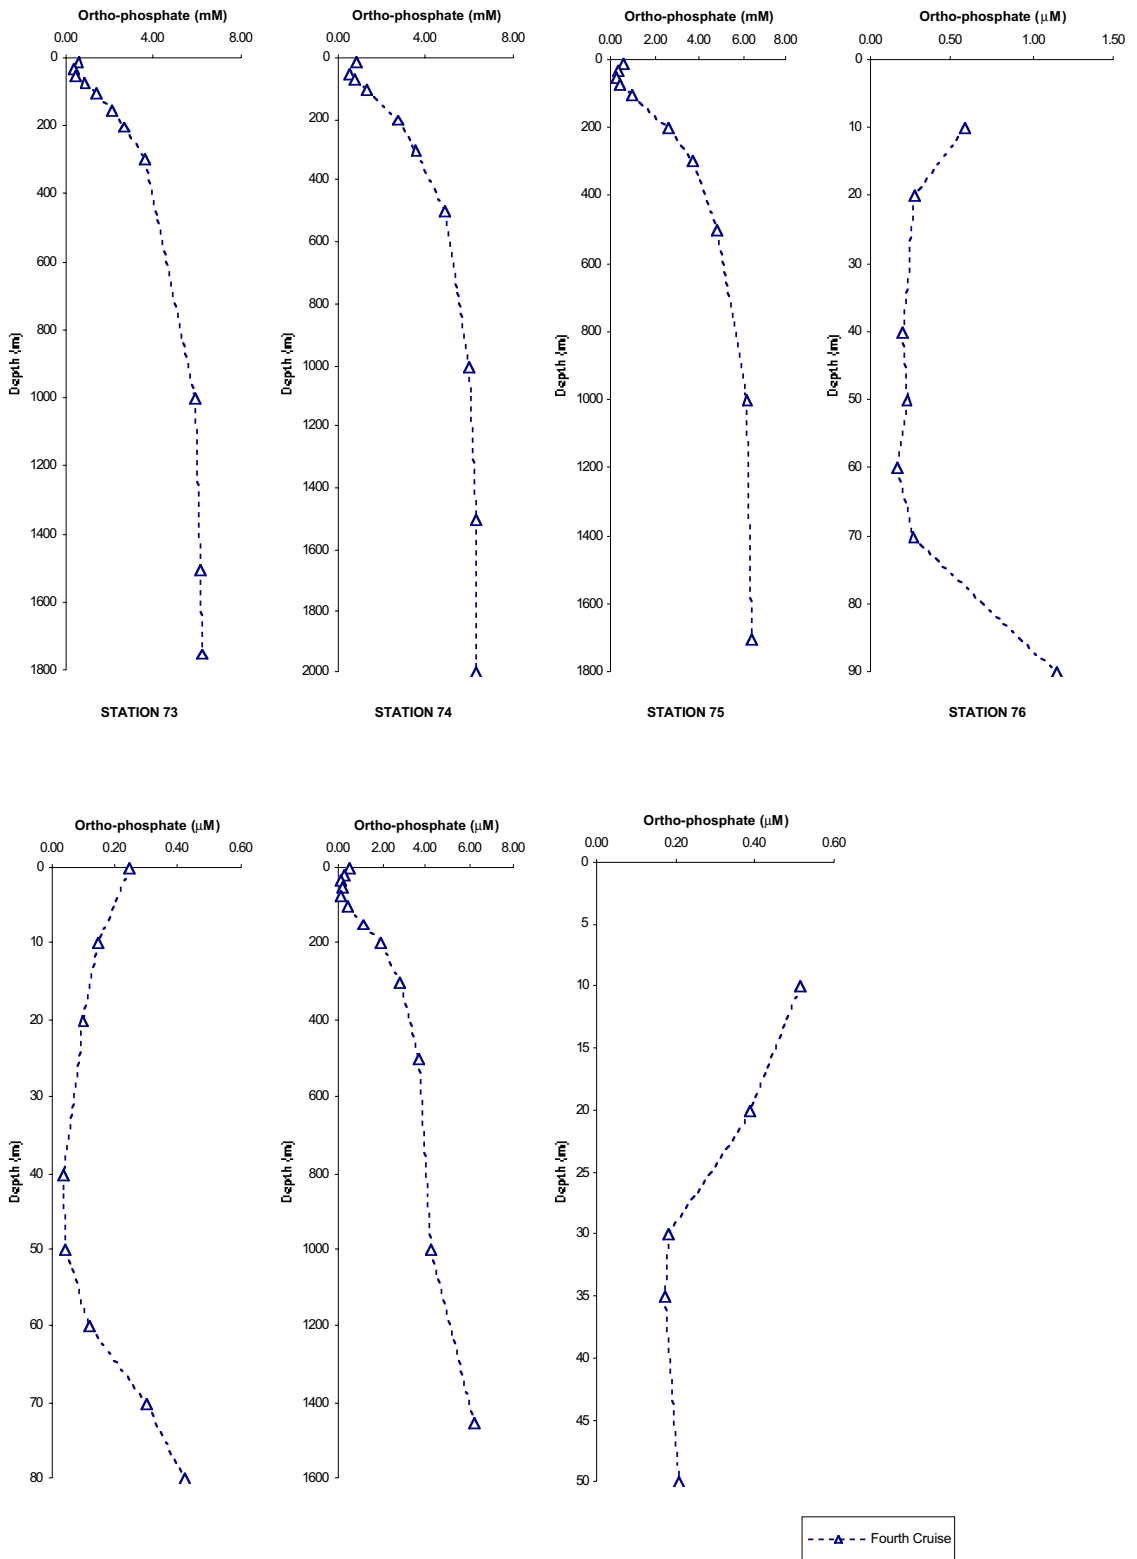 Ortho-phosphate (mM)
0.00 4.00 8.00
0
200
400
600
800
1000
1200
1400
1600
1800
Depth (m)
STATION 73
Ortho-phosphate (mM)
0.00 4.00 8.00
0
200
400
600
800
1000
1200
1400
1600
1800
2000
Depth (m)
STATION 74
Ortho-phosphate (mM)
0.00 2.00 4.00 6.00 8.00
0
200
400
600
800
1000
1200
1400
1600
1800
Depth (m)
STATION 75
Ortho-phosphate (μM)
0.00 0.50 1.00 1.50
0
10
20
30
40
50
60
70
80
90
STATION 76
Ortho-phosphate (μM)
0.00 0.20 0.40 0.60
0
10
20
30
40
50
60
70
80
Depth (m)
Ortho-phosphate (μM)
0.00 2.00 4.00 6.00 8.00
0
200
400
600
800
1000
1200
1400
1600
Depth (m)
Ortho-phosphate (μM)
0.00 0.20 0.40 0.60
0
5
10
15
20
25
30
35
40
45
50
Depth (m)
Fourth Cruise